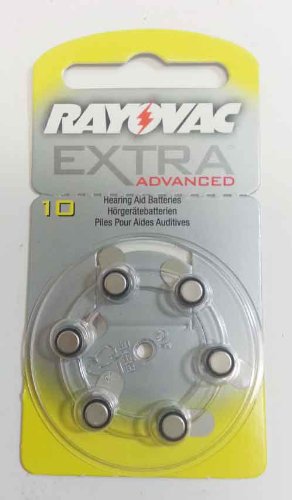 RAYOVAC
EXTRA
ADVANCED
10
Hearing Aid Batteries
Hörgerätebatterien
Piles Pour Aides Auditives